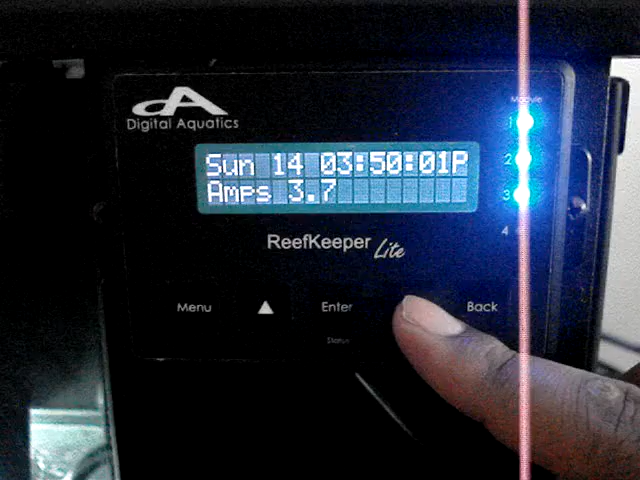 dA
Digital Aquatics
Module
1
2
3
4
Sun 14 03:50:01P
Amps 3.7
ReefKeeper Lite
Menu ▲ Enter Back
Status